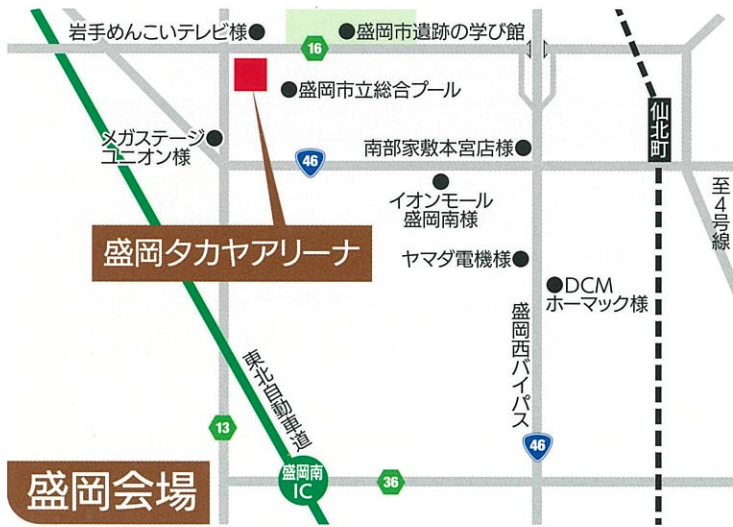 岩手めんこいテレビ様
盛岡市遺跡の学び館
16
盛岡市立総合プール
メガステージ
ユニオン様
46
南部家敷本宮店様
仙北町
イオンモール
盛岡南様
至4号線
盛岡タカヤアリーナ
ヤマダ電機様
DCM
ホーマック様
盛岡西バイパス
東北自動車道
13
46
盛岡南
IC
36
盛岡会場